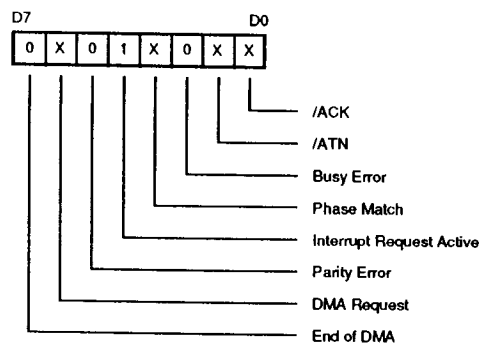 D7 D0
0 X 0 1 X 0 X X
/ACK
/ATN
Busy Error
Phase Match
Interrupt Request Active
Parity Error
DMA Request
End of DMA